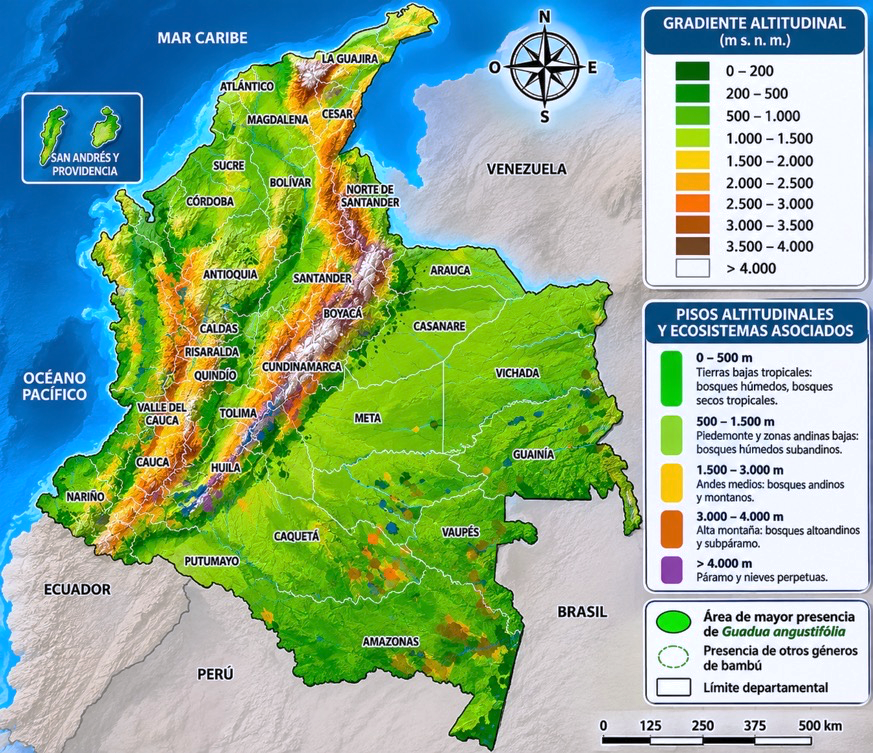 MAR CARIBE
N
O
E
S
LA GUAJIRA
ATLÁNTICO
MAGDALENA
CESAR
SAN ANDRÉS Y
PROVIDENCIA
SUCRE
BOLÍVAR
CÓRDOBA
NORTE DE
SANTANDER
VENEZUELA
ANTIOQUIA
SANTANDER
ARAUCA
BOYACÁ
CALDAS
CASANARE
RISARALDA
QUINDÍO
CUNDINAMARCA
VICHADA
OCÉANO
PACÍFICO
VALLE DEL
CAUCA
TOLIMA
META
CAUCA
HUILA
GUAINÍA
NARIÑO
CAQUETÁ
VAUPÉS
PUTUMAYO
ECUADOR
AMAZONAS
BRASIL
PERÚ
GRADIENTE ALTITUDINAL
(m s. n. m.)
0 – 200
200 – 500
500 – 1.000
1.000 – 1.500
1.500 – 2.000
2.000 – 2.500
2.500 – 3.000
3.000 – 3.500
3.500 – 4.000
> 4.000
PISOS ALTITUDINALES
Y ECOSISTEMAS ASOCIADOS
0 – 500 m
Tierras bajas tropicales:
bosques húmedos, bosques
secos tropicales.
500 – 1.500 m
Piedemonte y zonas andinas bajas:
bosques húmedos subandinos.
1.500 – 3.000 m
Andes medios: bosques andinos
y montanos.
3.000 – 4.000 m
Alta montaña: bosques altoandinos
y subpáramo.
> 4.000 m
Páramo y nieves perpetuas.
Área de mayor presencia
de Guadua angustifólia
Presencia de otros géneros
de bambú
Límite departamental
0 125 250 375 500 km